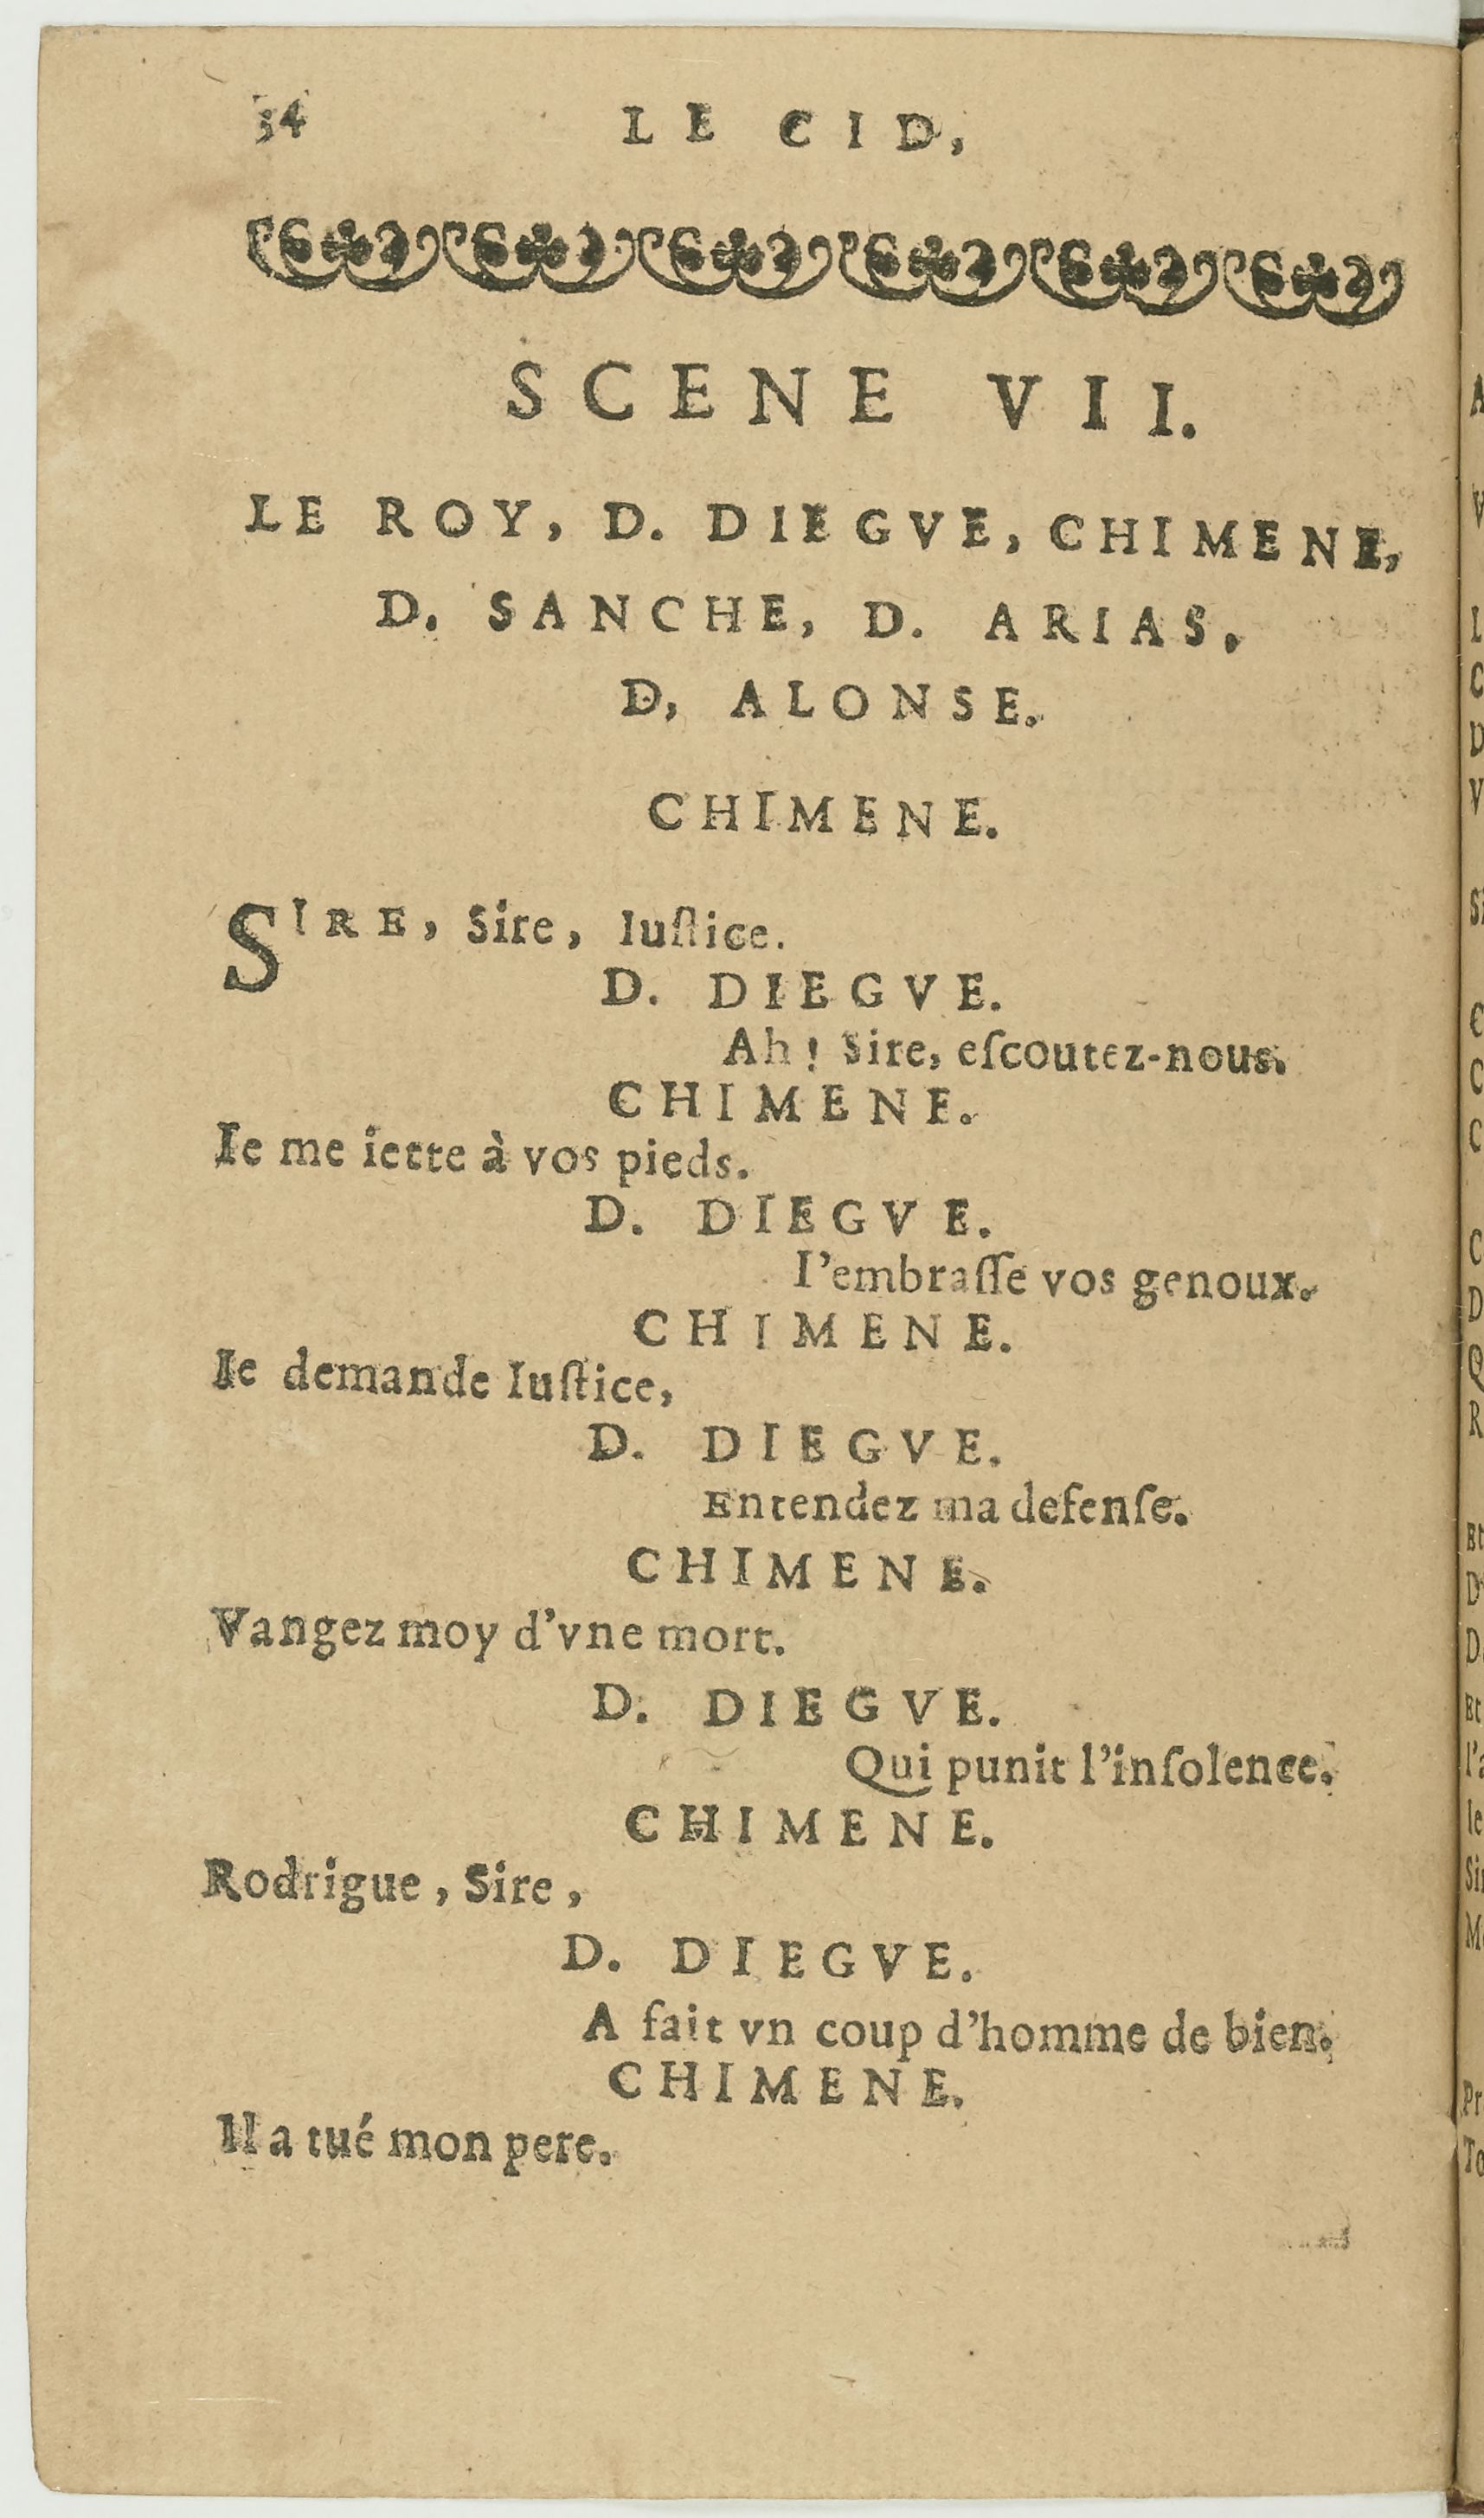 34 LE CID,
SCENE VII.
LE ROY, D. DIEGVE, CHIMENE,
D. SANCHE, D. ARIAS.
D, ALONSE.
CHIMENE.
SIRE, Sire, Iuſtice.
D. DIEGVE.
Ah ! Sire, eſcoutez-nous.
CHIMENE.
Ie me iette à vos pieds.
D. DIEGVE.
I'embraſſe vos genoux.
CHIMENE.
Ie demande Iuſtice,
D. DIEGVE.
Entendez ma defenſe.
CHIMENE.
Vangez moy d'vne mort.
D. DIEGVE.
Qui punit l'inſolence.
CHIMENE.
Rodrigue, Sire,
D. DIEGVE.
A fait vn coup d'homme de bien.
CHIMENE.
Il a tué mon pere.